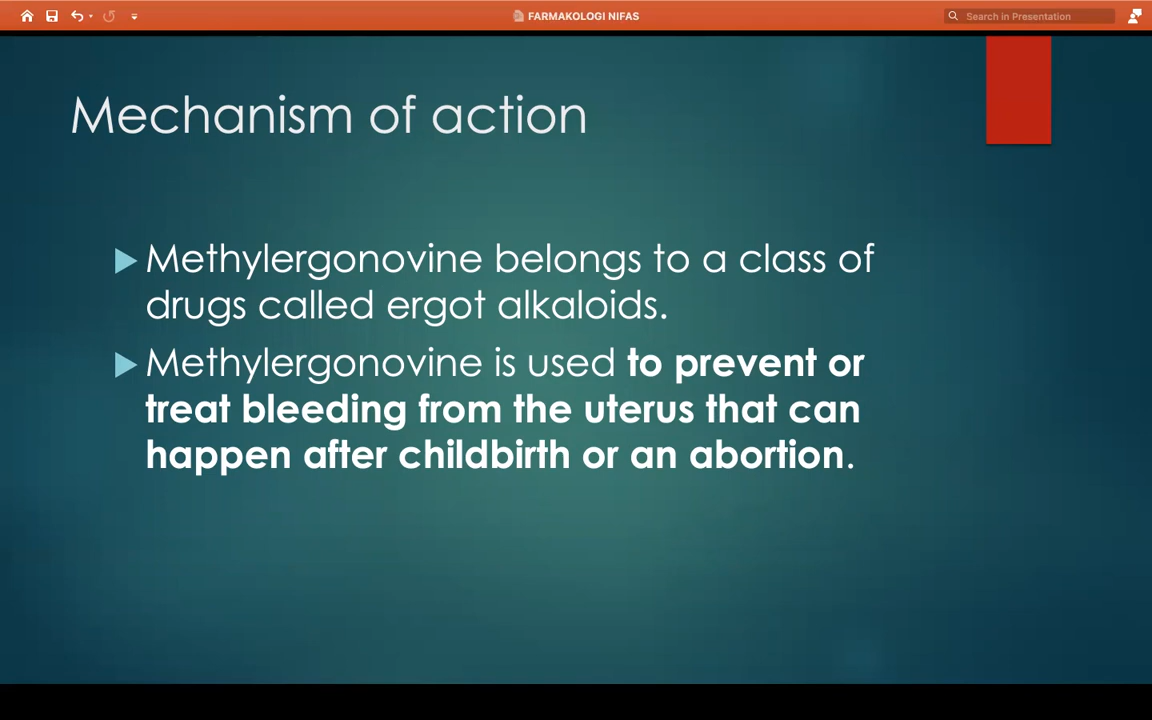 FARMAKOLOGI NIFAS
Search in Presentation
Mechanism of action
Methylergonovine belongs to a class of
drugs called ergot alkaloids.
Methylergonovine is used to prevent or
treat bleeding from the uterus that can
happen after childbirth or an abortion.